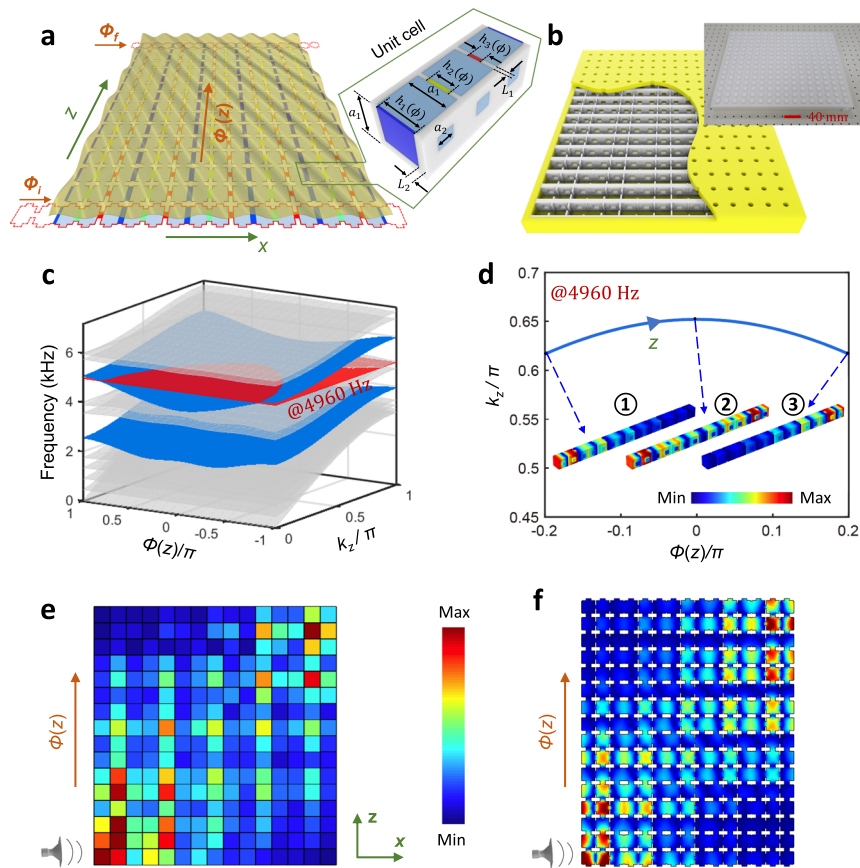 a
Φf
z
Φ(z)
Φi
x
Unit cell
h₃(ϕ)
h₂(ϕ)
a₁
L₁
h₁(ϕ)
a₁
a₂
L₂
b
40 mm
c
Frequency (kHz)
6
4
2
0
@4960 Hz
1
0.5
0
-0.5
-1
Φ(z)/π
0
0.5
1
k_z/π
d
@4960 Hz
0.7
0.65
0.6
0.55
0.5
0.45
k_z/π
z
① ② ③
Min Max
-0.2 -0.1 0 0.1 0.2
Φ(z)/π
e
Φ(z)
Max
Min
z
x
f
Φ(z)